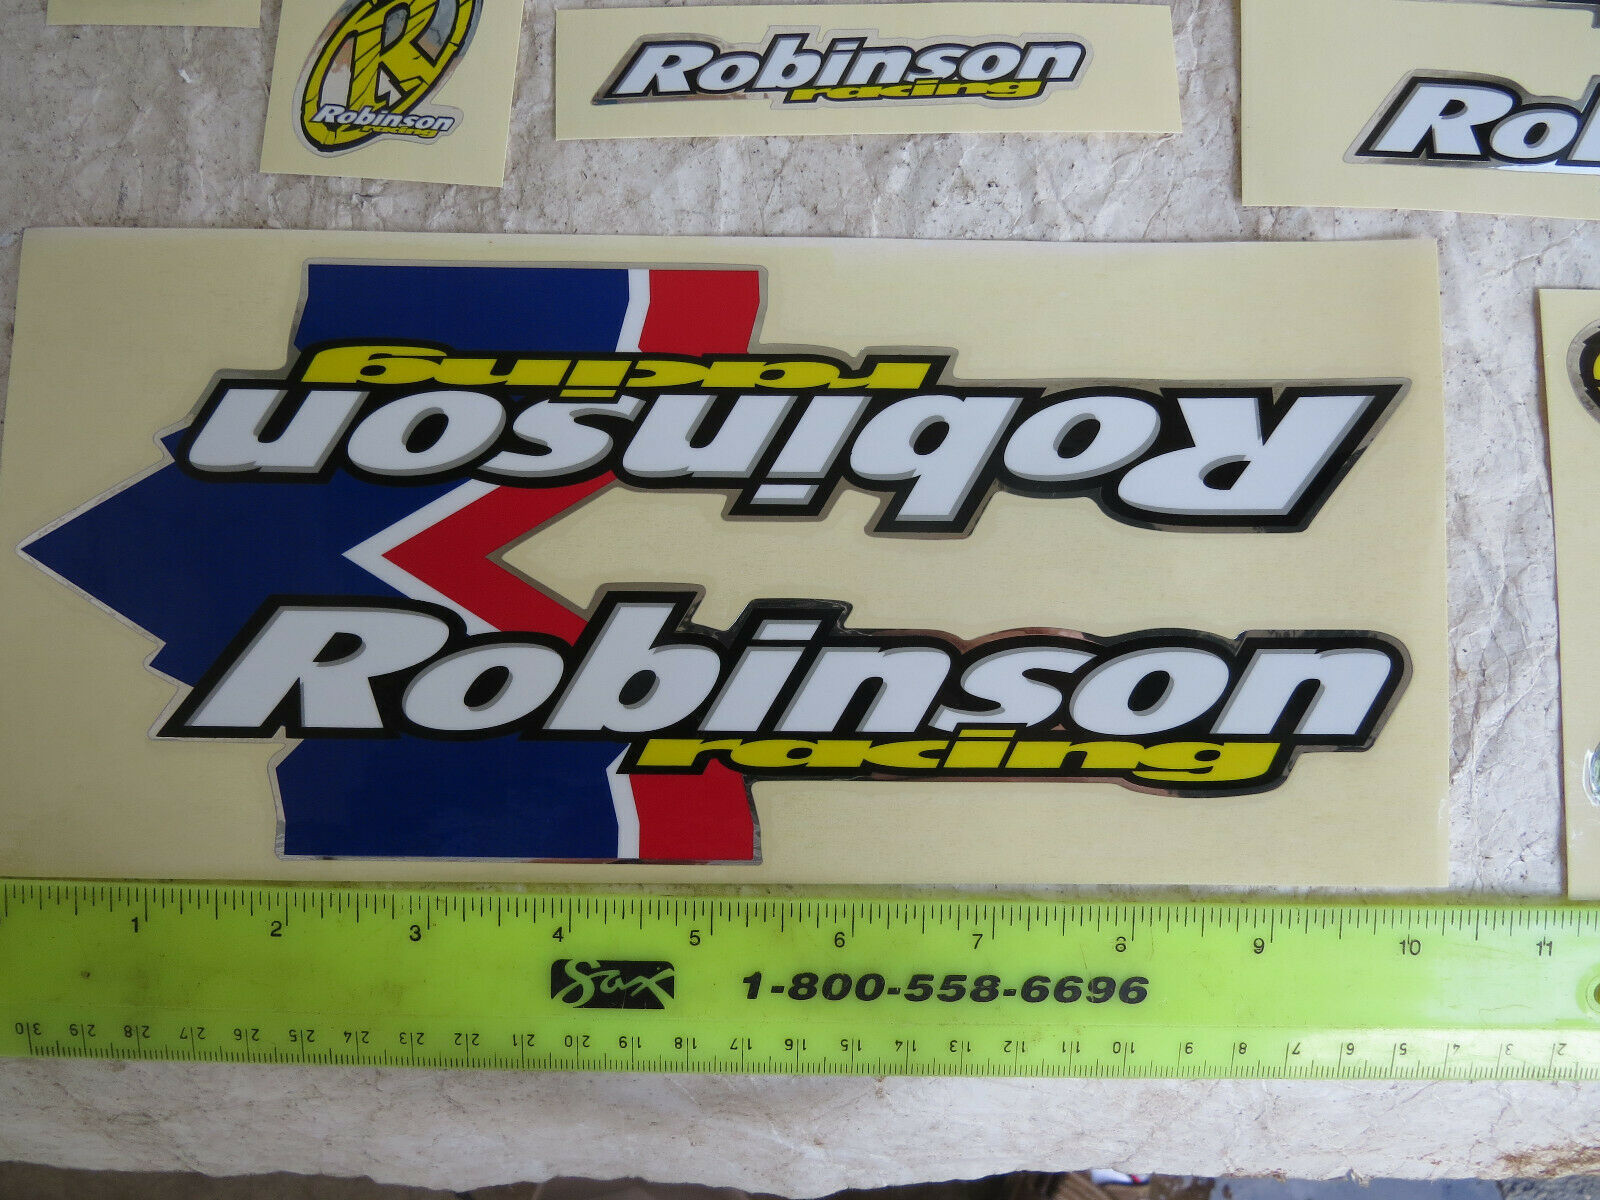 R
Robinson
racing
Robinson
racing
Ro
racing
Robinson
Robinson
racing
1 2 3 4 5 6 7 8 9 10 11
Sax 1-800-558-6696
30 29 28 27 26 25 24 23 22 21 20 19 18 17 16 15 14 13 12 11 10 9 8 7 6 5 4 3 2